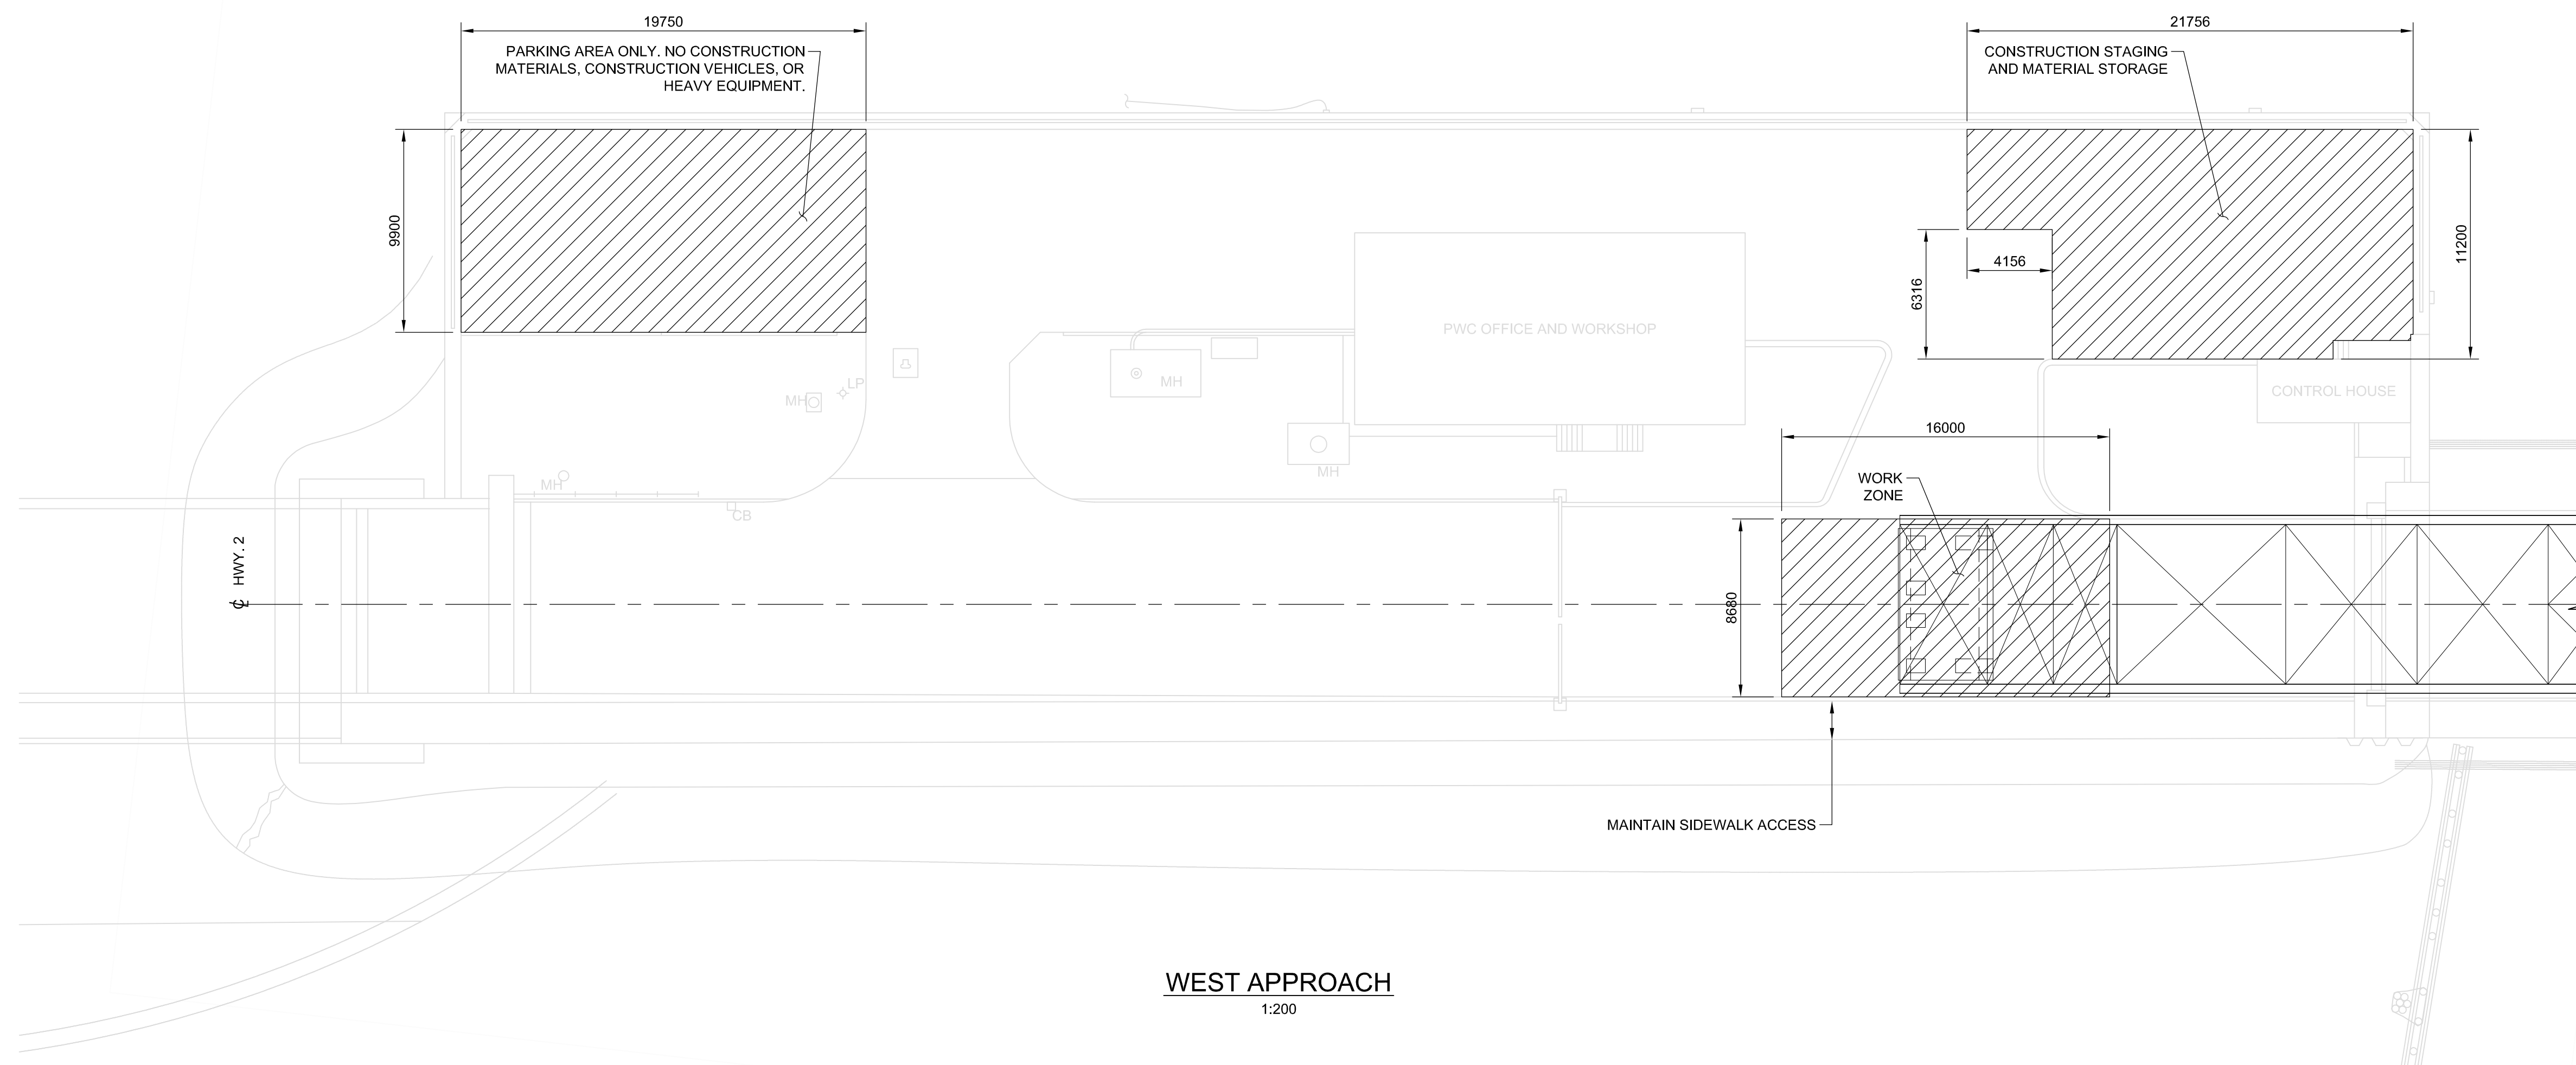 19750
21756
PARKING AREA ONLY. NO CONSTRUCTION
MATERIALS, CONSTRUCTION VEHICLES, OR
HEAVY EQUIPMENT.
CONSTRUCTION STAGING
AND MATERIAL STORAGE
9900
11200
4156
6316
PWC OFFICE AND WORKSHOP
MH
LP
MH
CONTROL HOUSE
16000
MH
MH
WORK
ZONE
CB
℄ HWY. 2
8680
MAINTAIN SIDEWALK ACCESS
WEST APPROACH
1:200